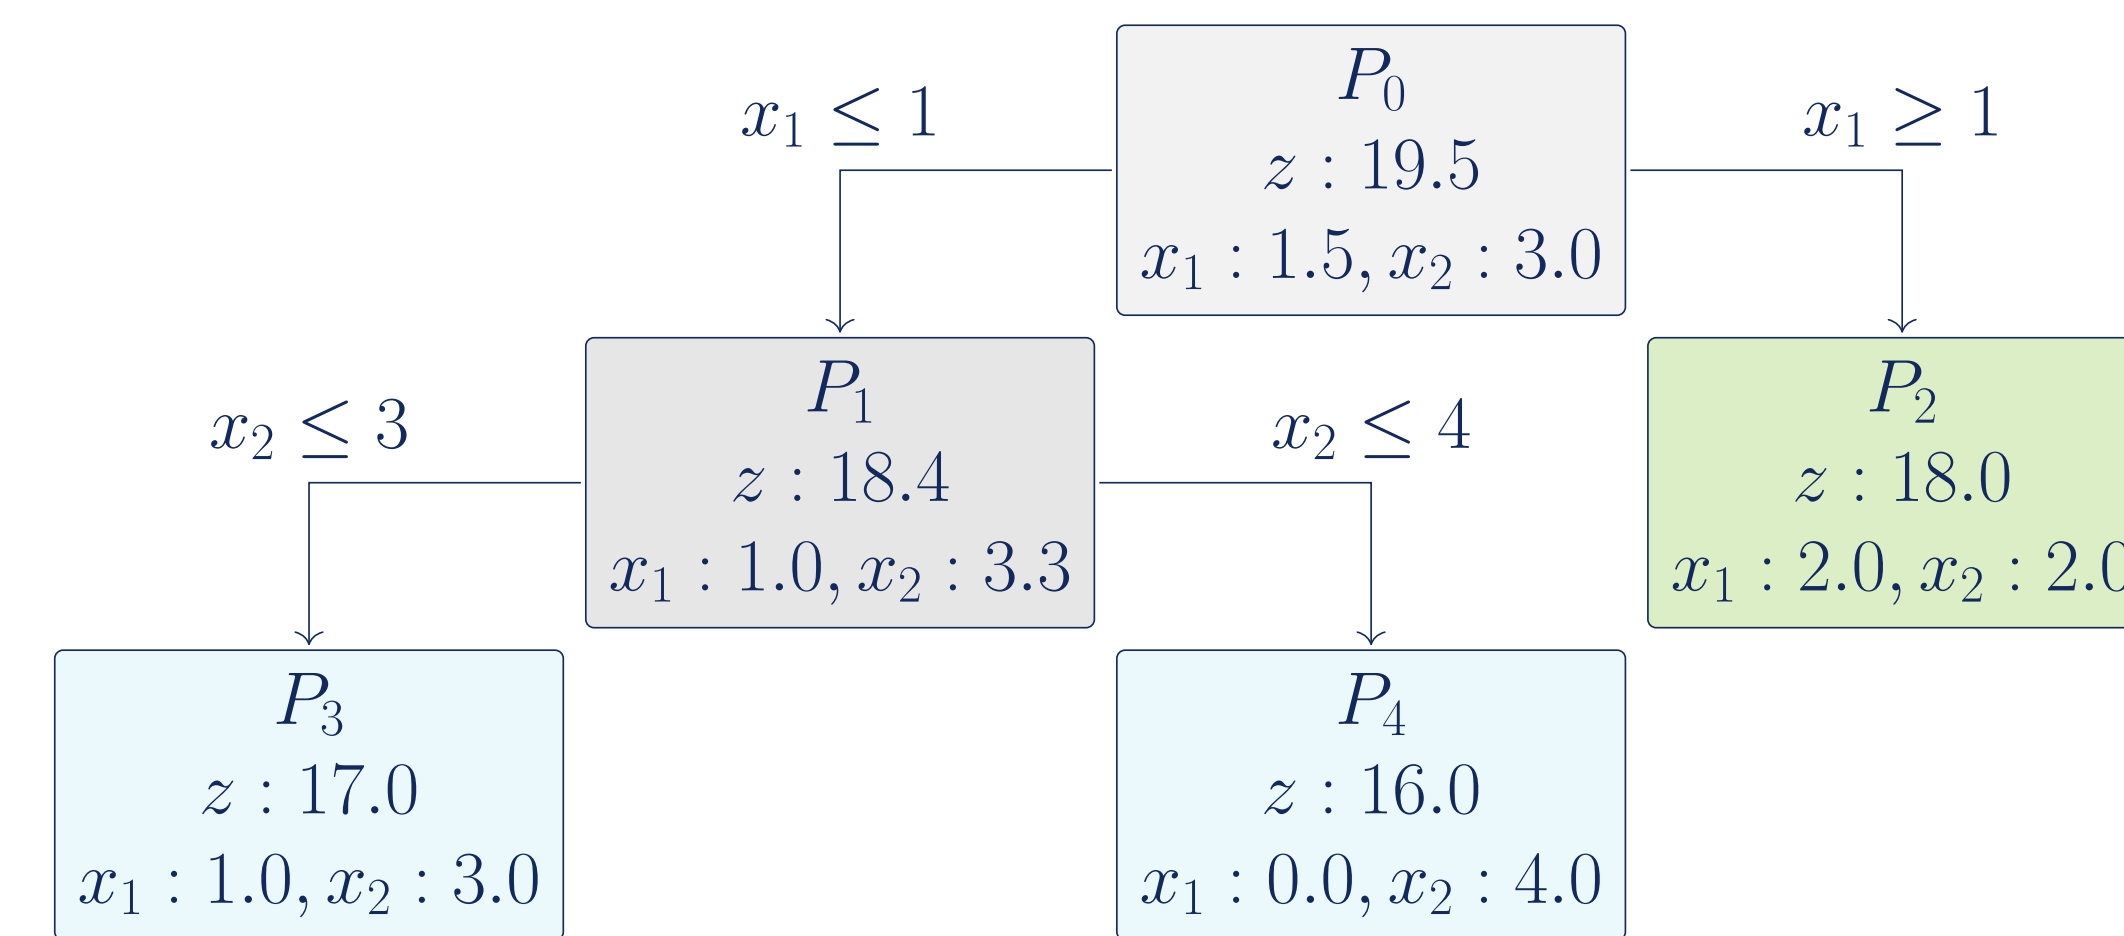 P₀
x₁ ≤ 1
x₁ ≥ 1
z : 19.5
x₁ : 1.5, x₂ : 3.0
P₁
P₂
x₂ ≤ 3
x₂ ≤ 4
z : 18.4
z : 18.0
x₁ : 1.0, x₂ : 3.3
x₁ : 2.0, x₂ : 2.0
P₃
P₄
z : 17.0
z : 16.0
x₁ : 1.0, x₂ : 3.0
x₁ : 0.0, x₂ : 4.0